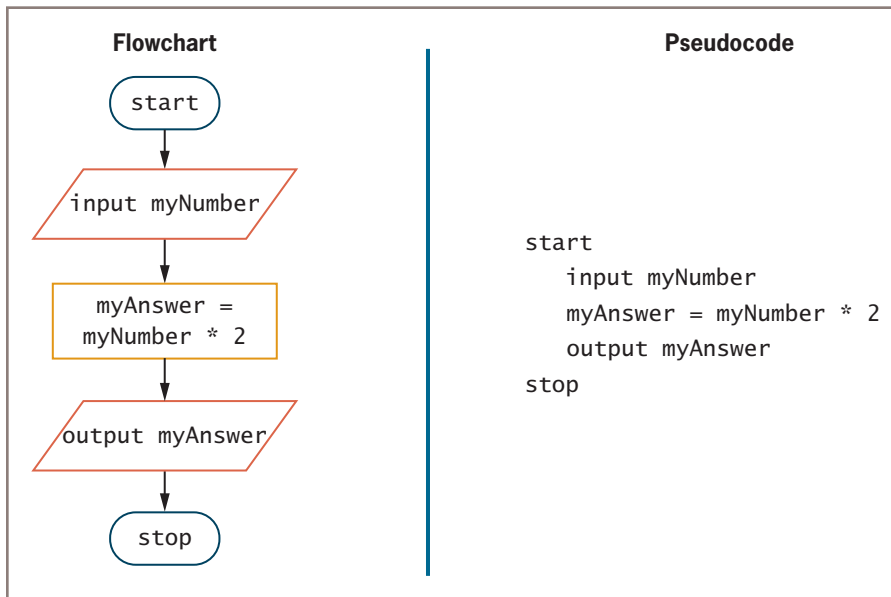 Flowchart
start
input myNumber
myAnswer =
myNumber * 2
output myAnswer
stop
Pseudocode
start
input myNumber
myAnswer = myNumber * 2
output myAnswer
stop